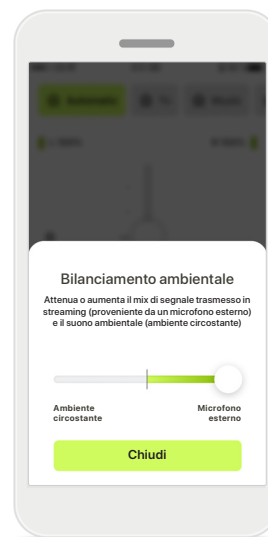 Bilanciamento ambientale
Attenua o aumenta il mix di segnale trasmesso in
streaming (proveniente da un microfono esterno)
e il suono ambientale (ambiente circostante)
Ambiente
circostante
Microfono
esterno
Chiudi